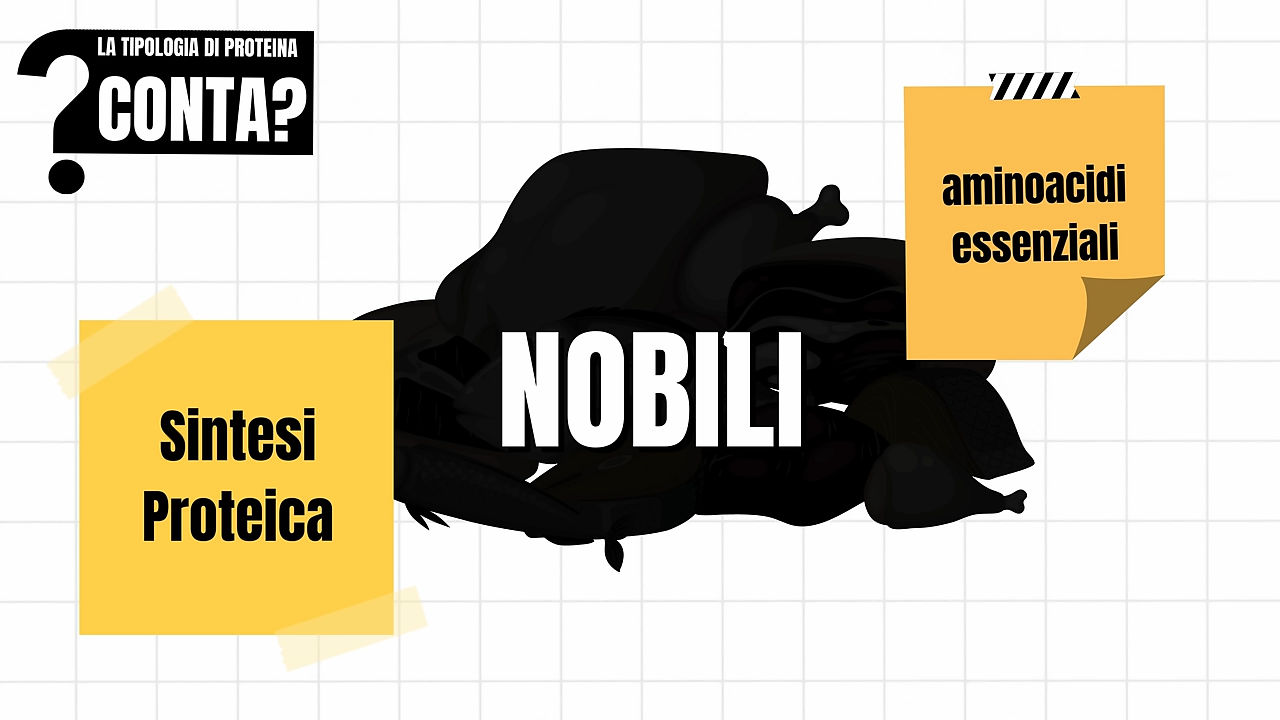 LA TIPOLOGIA DI PROTEINA
CONTA?
aminoacidi
essenziali
NOBILI
Sintesi
Proteica